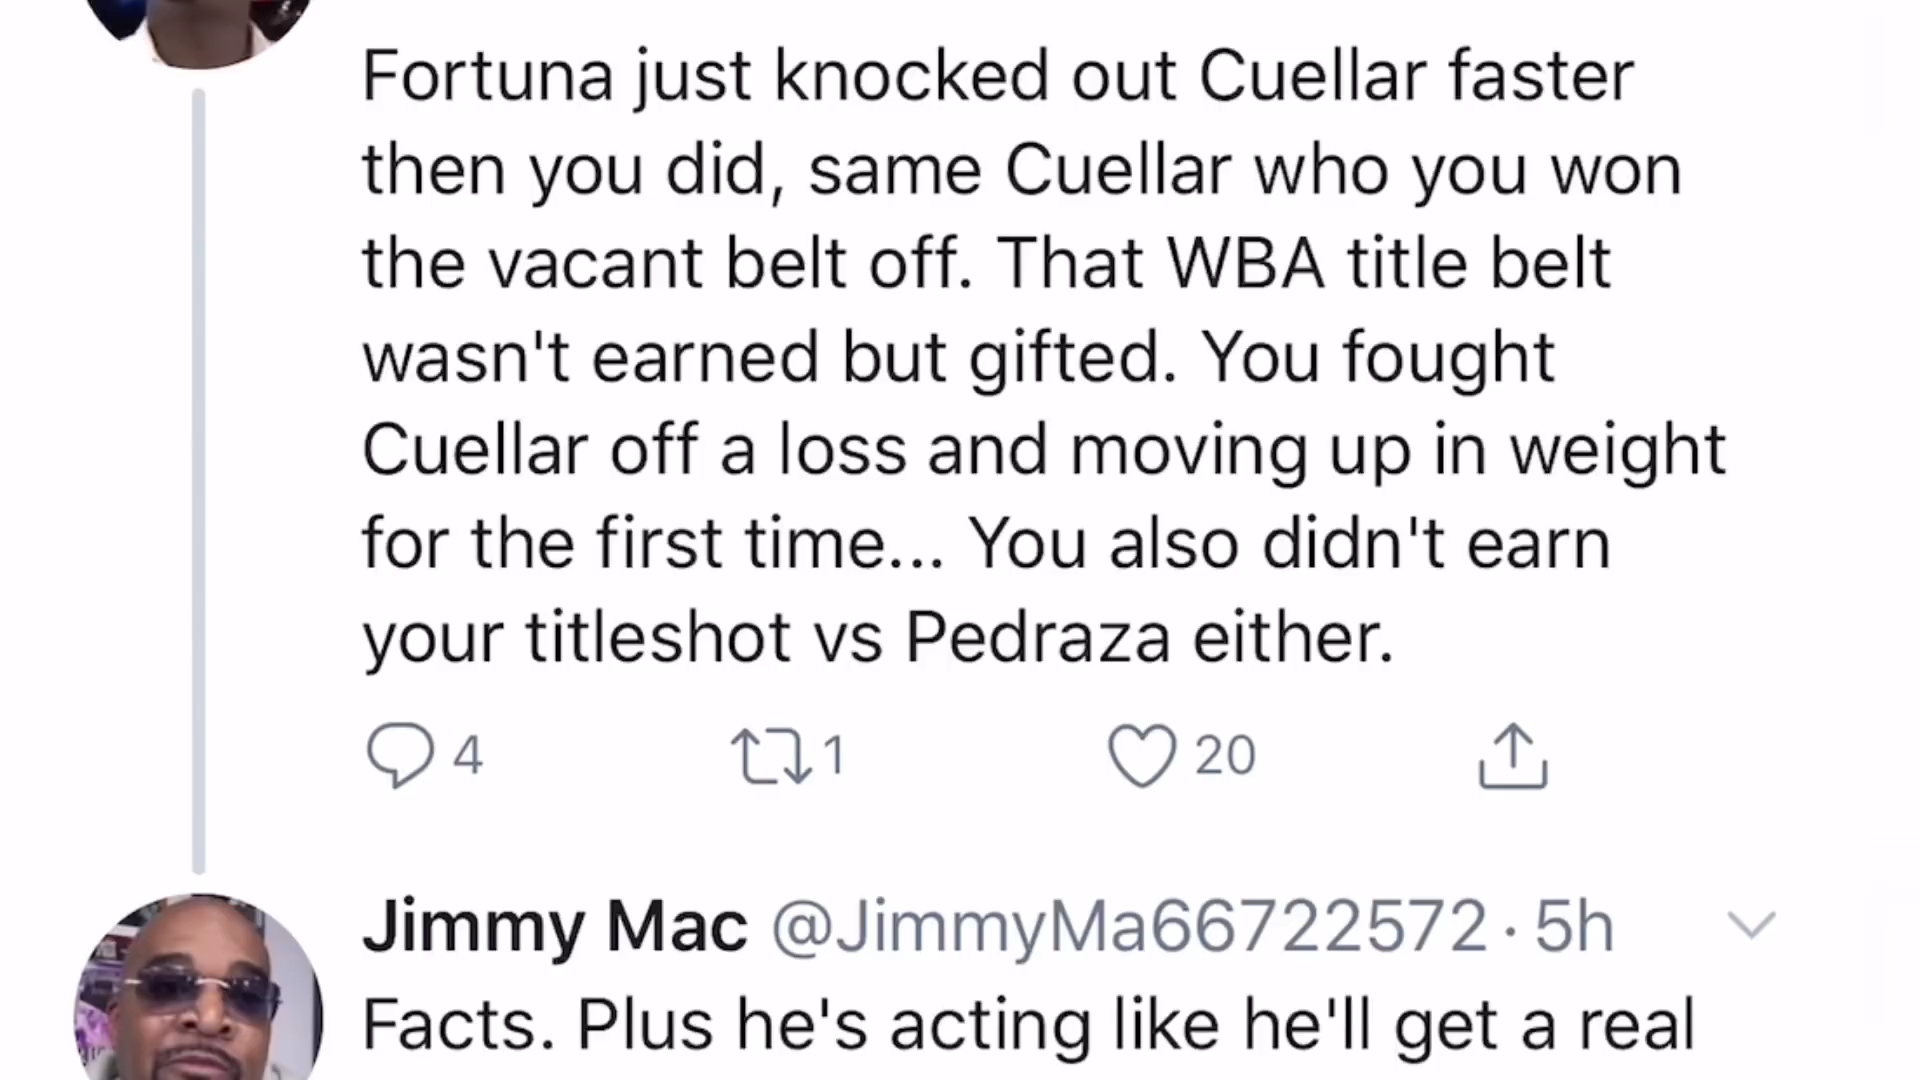 Fortuna just knocked out Cuellar faster
then you did, same Cuellar who you won
the vacant belt off. That WBA title belt
wasn't earned but gifted. You fought
Cuellar off a loss and moving up in weight
for the first time... You also didn't earn
your titleshot vs Pedraza either.
4 1 20
Jimmy Mac @JimmyMa66722572 · 5h
Facts. Plus he's acting like he'll get a real